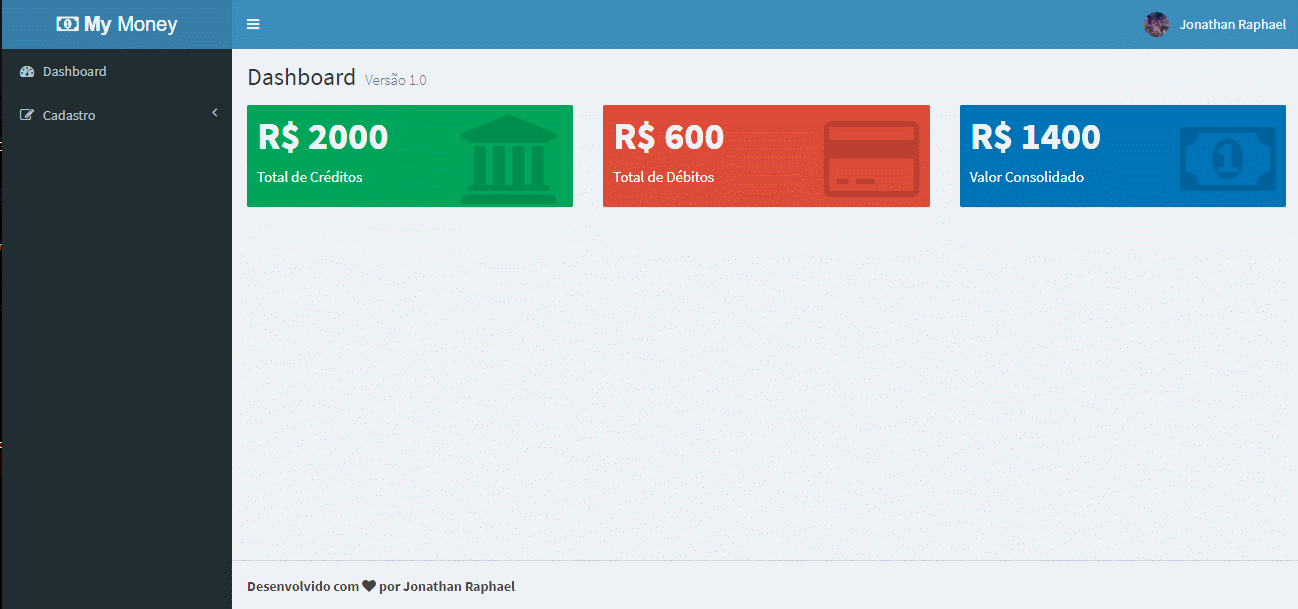 My Money
Jonathan Raphael
Dashboard
Cadastro
Dashboard Versão 1.0
R$ 2000
Total de Créditos
R$ 600
Total de Débitos
R$ 1400
Valor Consolidado
1
Desenvolvido com ❤ por Jonathan Raphael